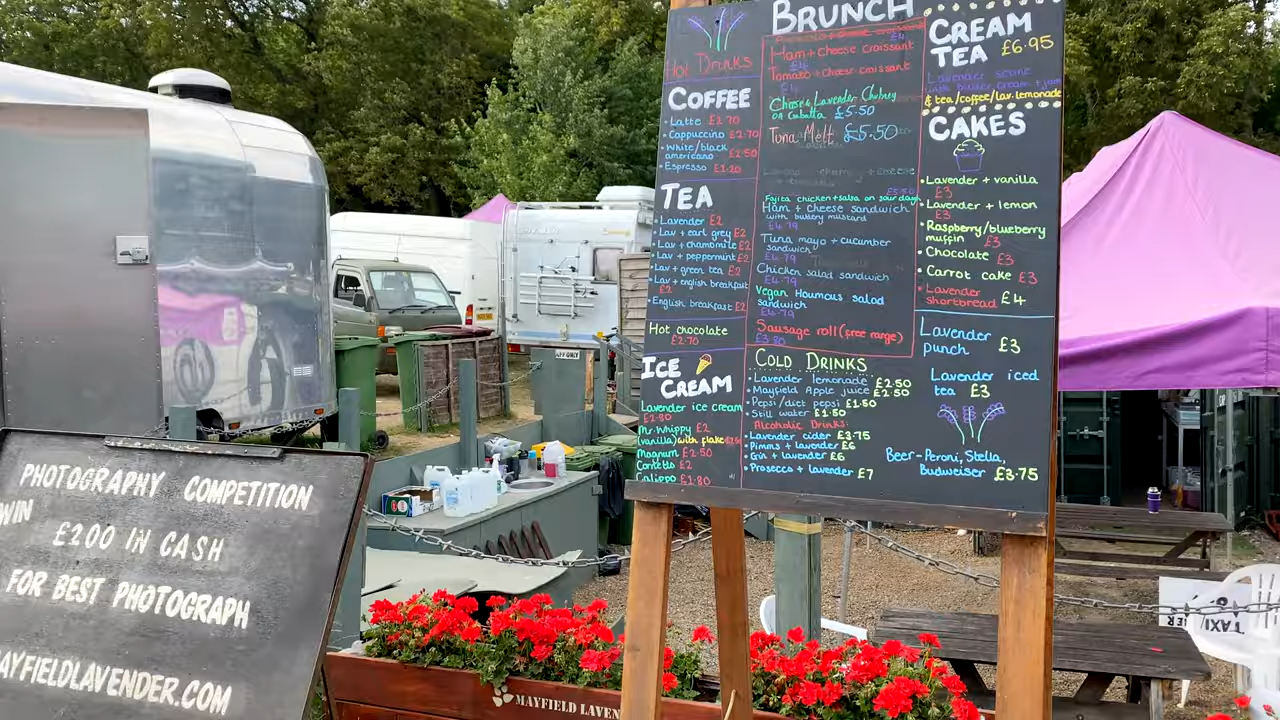 Hot Drinks
COFFEE
• Latte £2.70
• Cappuccino £2.70
• White/black
americano £2.50
• Espresso
TEA
• Lavender £2
• Lav + earl grey £2
• Lav + chamomile £2
• Lav + peppermint £2
• Lav + green tea £2
• Lav + english breakfast
£2
• English breakfast £2
Hot chocolate
£2.70
ICE
CREAM
Lavender ice cream
Mr. Whippy £2
(vanilla) with flake
Magnum £2.50
£2
Calippo £1.80
BRUNCH
Ham + cheese croissant
Tomato + cheese croissant
Cheese & Lavender Chutney
on Ciabatta £5.50
Tuna Melt £5.50
Fajita chicken + salsa on sour dough
Ham + Cheese sandwich
with
£4.79
Tuna mayo + cucumber
sandwich
£4.79
Chicken salad sandwich
£4.79
Vegan Houmous salad
sandwich
Sausage roll (free range)
£3.80
COLD DRINKS
• Lavender lemonade £2.50
• Mayfield Apple juice £2.50
• Pepsi/diet pepsi £1.50
• Still water £1.50
Alcoholic Drinks:
• Lavender cider £3.75
• Pimms + lavender £6
• Gin + lavender £6
• Prosecco + lavender £7
CREAM
TEA £6.95
Lavender scone
with butter cream + jam
& tea/coffee/lav.lemonade
CAKES
• Lavender + vanilla
£3
• Lavender + lemon
£3
• Raspberry/blueberry
muffin £3
• Chocolate £3
• Carrot cake £3
• Lavender
shortbread £4
Lavender
punch £3
Lavender iced
tea £3
Beer - Peroni, Stella,
Budweiser £3.75
PHOTOGRAPHY COMPETITION
WIN
£200 IN CASH
FOR BEST PHOTOGRAPH
MAYFIELDLAVENDER.COM
MAYFIELD LAVEN
TAXI